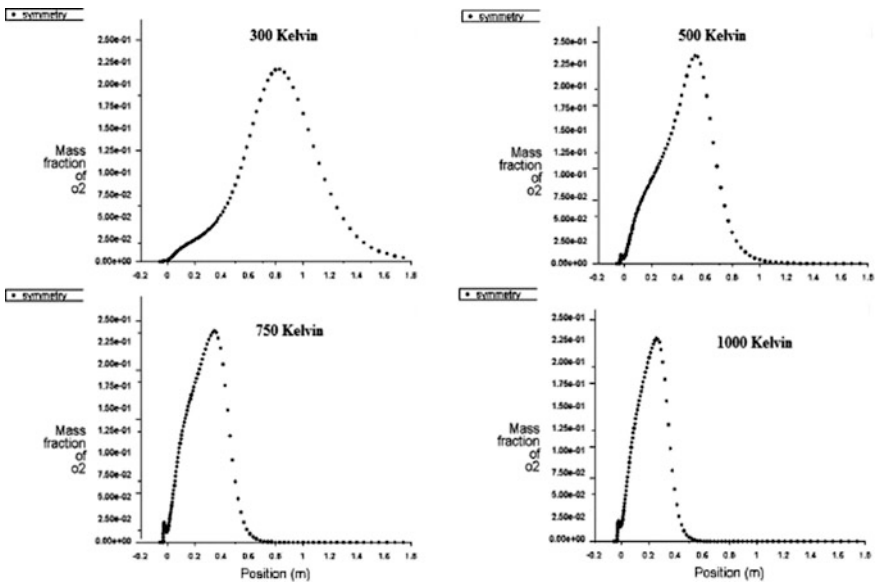 symmetry
300 Kelvin
2.50e-01
2.25e-01
1.75e-01
1.50e-01
2.25e-01
1.00e-01
7.50e-02
5.00e-02
2.50e-02
0.00e+00
Mass
fraction
of
o2
-0.2 0 0.2 0.4 0.6 0.8 1 1.2 1.4 1.6 1.8
symmetry
500 Kelvin
2.50e-01
2.25e-01
1.75e-01
1.50e-01
2.25e-01
1.00e-01
7.50e-02
5.00e-02
2.50e-02
0.00e+00
Mass
fraction
of
o2
-0.2 0 0.2 0.4 0.6 0.8 1 1.2 1.4 1.6 1.8
symmetry
750 Kelvin
2.50e-01
2.25e-01
1.75e-01
1.50e-01
2.25e-01
1.00e-01
7.50e-02
5.00e-02
2.50e-02
0.00e+00
Mass
fraction
of
o2
-0.2 0 0.2 0.4 0.6 0.8 1 1.2 1.4 1.6 1.8
Position (m)
symmetry
1000 Kelvin
2.50e-01
2.25e-01
1.75e-01
1.50e-01
2.25e-01
1.00e-01
7.50e-02
5.00e-02
2.50e-02
0.00e+00
Mass
fraction
of
o2
-0.2 0 0.2 0.4 0.6 0.8 1 1.2 1.4 1.6 1.8
Position (m)